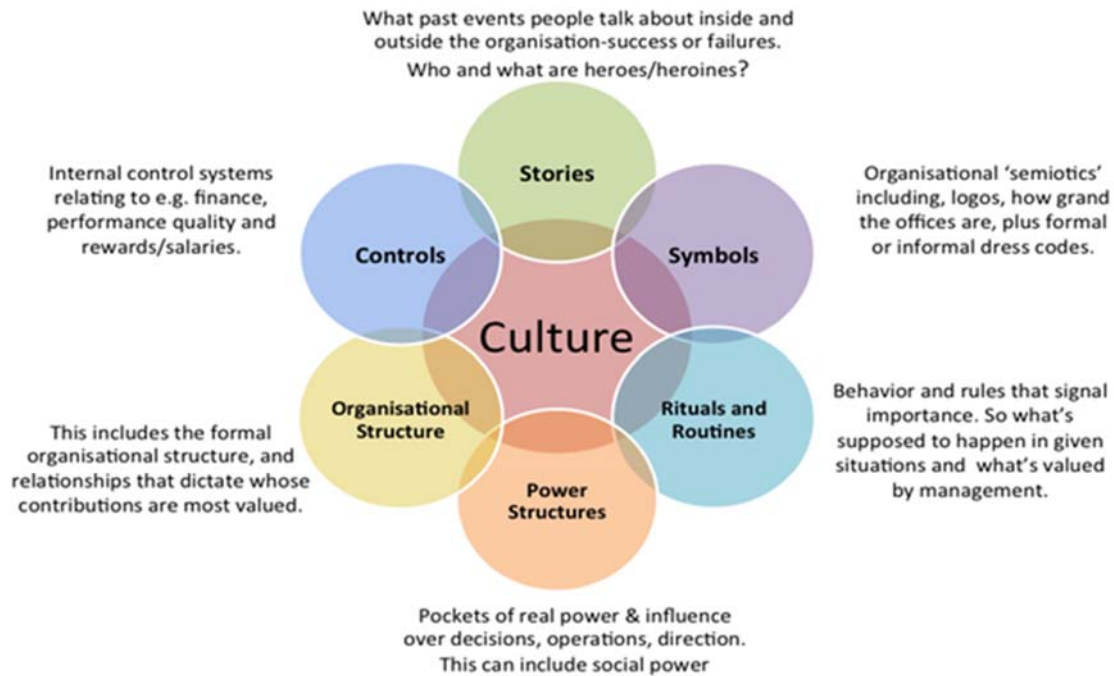 What past events people talk about inside and
outside the organisation-success or failures.
Who and what are heroes/heroines?
Stories
Internal control systems
relating to e.g. finance,
performance quality and
rewards/salaries.
Controls
Symbols
Organisational ‘semiotics’
including, logos, how grand
the offices are, plus formal
or informal dress codes.
Culture
Organisational
Structure
Rituals and
Routines
This includes the formal
organisational structure, and
relationships that dictate whose
contributions are most valued.
Behavior and rules that signal
importance. So what’s
supposed to happen in given
situations and what’s valued
by management.
Power
Structures
Pockets of real power & influence
over decisions, operations, direction.
This can include social power